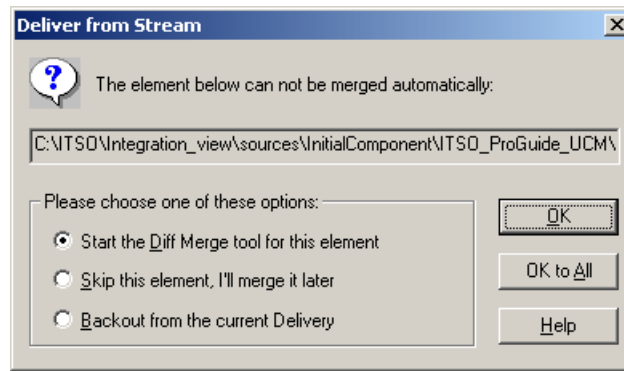 Deliver from Stream
The element below can not be merged automatically:
C:\ITSO\Integration_view\sources\InitialComponent\ITSO_ProGuide_UCM\
Please choose one of these options:
Start the Diff Merge tool for this element
Skip this element, I'll merge it later
Backout from the current Delivery
OK
OK to All
Help